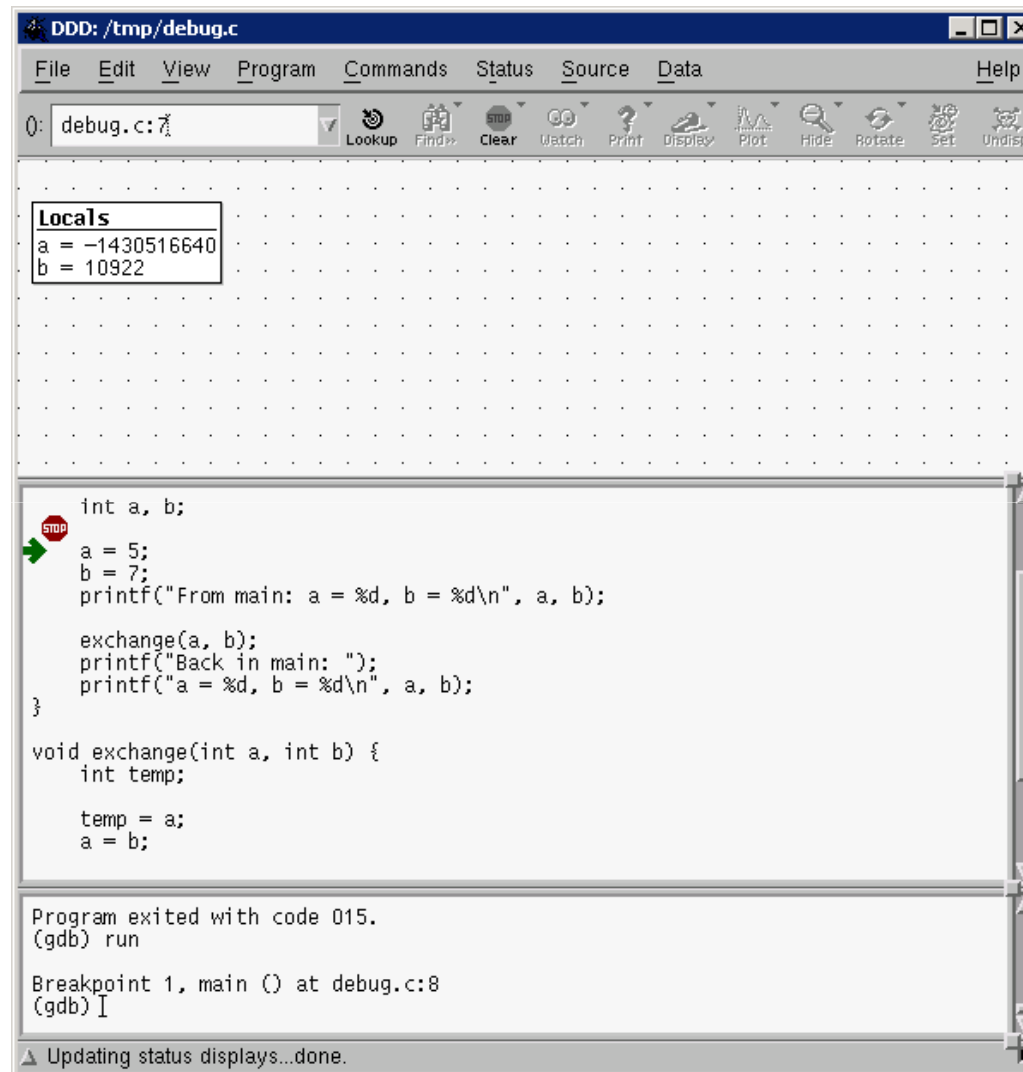 DDD: /tmp/debug.c
File Edit View Program Commands Status Source Data Help
(): debug.c:7
Lookup Find» Clear Watch Print Display Plot Hide Rotate Set Undisp
STOP
Locals
a = -1430516640
b = 10922
int a, b;
STOP
a = 5;
b = 7;
printf("From main: a = %d, b = %d\n", a, b);
exchange(a, b);
printf("Back in main: ");
printf("a = %d, b = %d\n", a, b);
}
void exchange(int a, int b) {
int temp;
temp = a;
a = b;
Program exited with code 015.
(gdb) run
Breakpoint 1, main () at debug.c:8
(gdb)
Updating status displays...done.